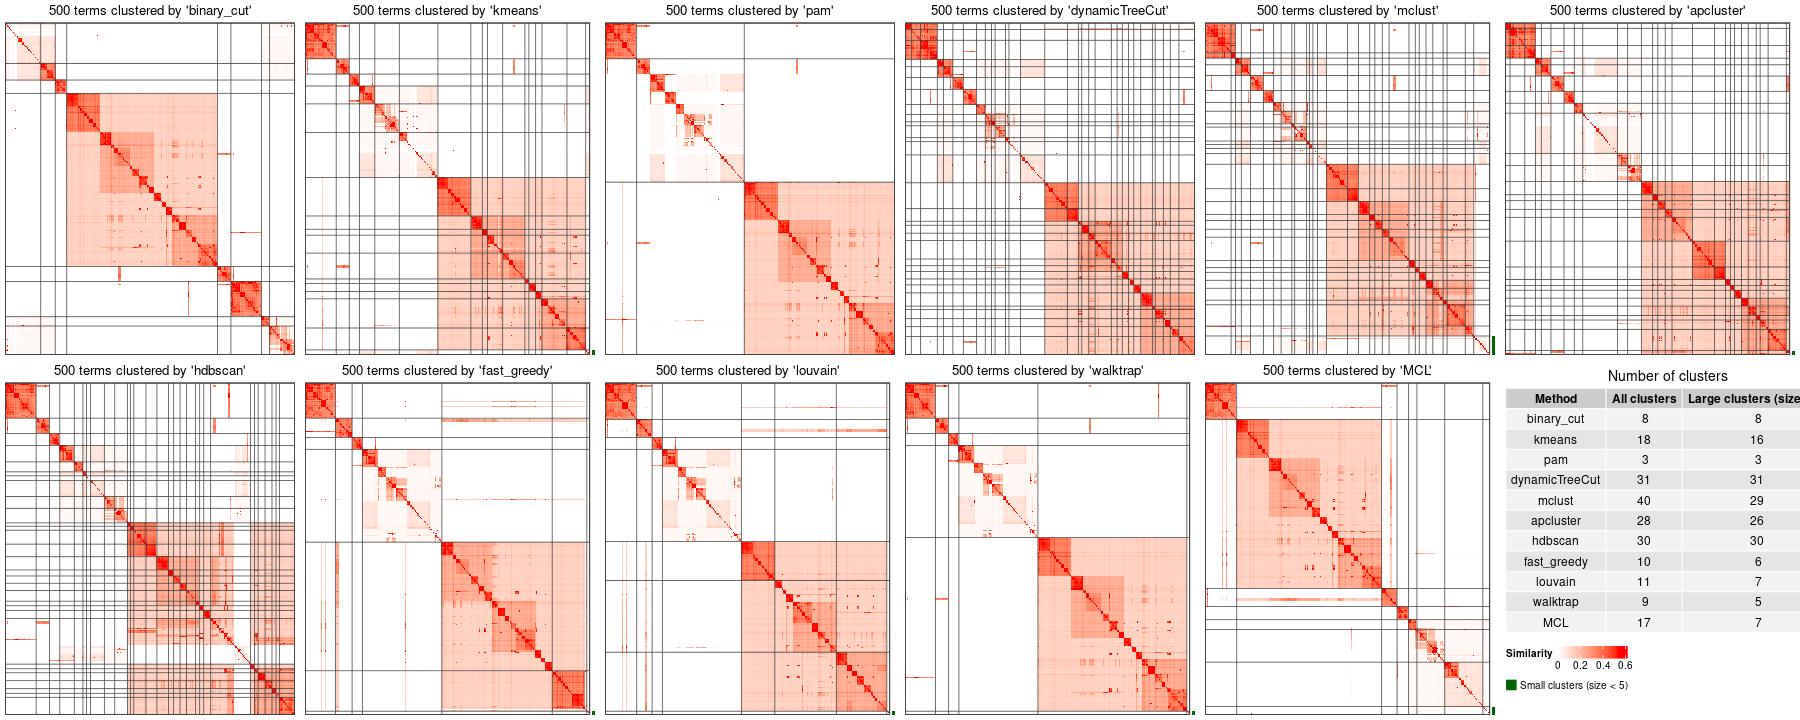 500 terms clustered by 'binary_cut'
500 terms clustered by 'kmeans'
500 terms clustered by 'pam'
500 terms clustered by 'dynamicTreeCut'
500 terms clustered by 'mclust'
500 terms clustered by 'apcluster'
500 terms clustered by 'hdbscan'
500 terms clustered by 'fast_greedy'
500 terms clustered by 'louvain'
500 terms clustered by 'walktrap'
500 terms clustered by 'MCL'
Number of clusters
Method All clusters Large clusters (size
binary_cut 8 8
kmeans 18 16
pam 3 3
dynamicTreeCut 31 31
mclust 40 29
apcluster 28 26
hdbscan 30 30
fast_greedy 10 6
louvain 11 7
walktrap 9 5
MCL 17 7
Similarity
0 0.2 0.4 0.6
Small clusters (size < 5)